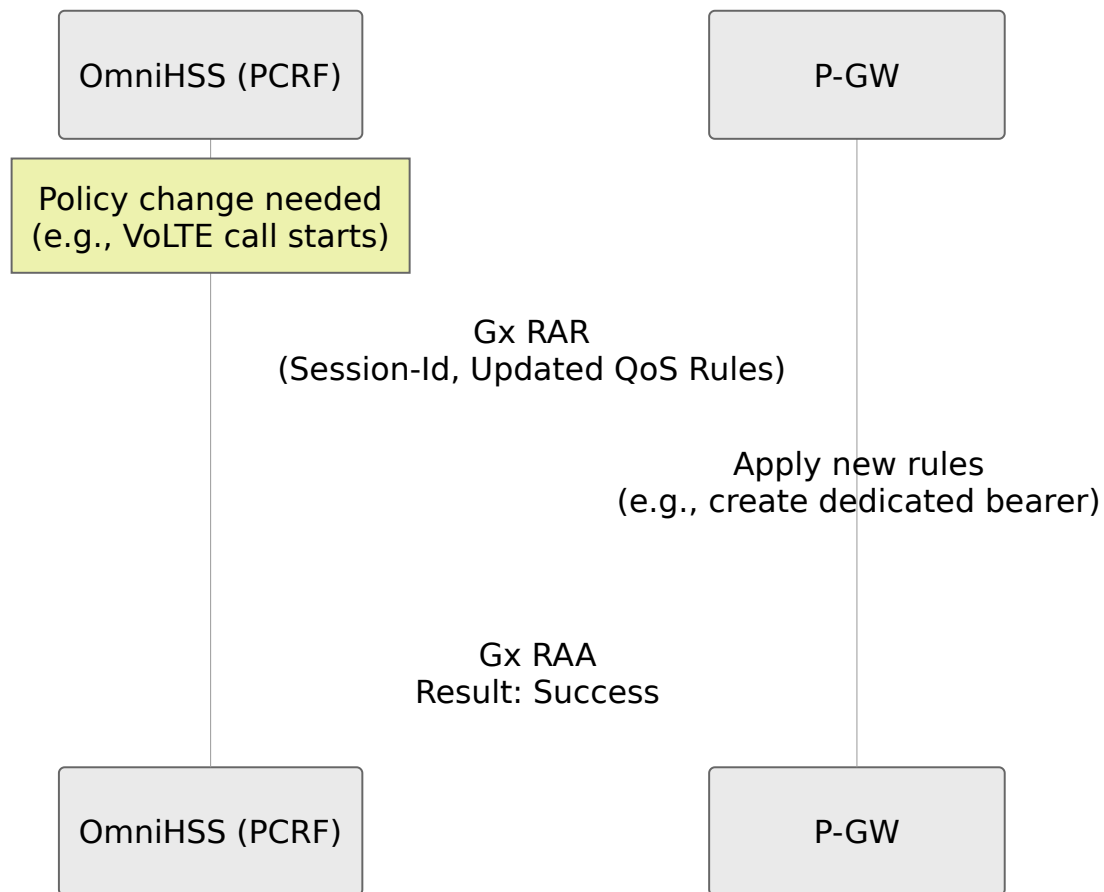 OmniHSS (PCRF)
P-GW
Policy change needed
(e.g., VoLTE call starts)
Gx RAR
(Session-Id, Updated QoS Rules)
Apply new rules
(e.g., create dedicated bearer)
Gx RAA
Result: Success
OmniHSS (PCRF)
P-GW